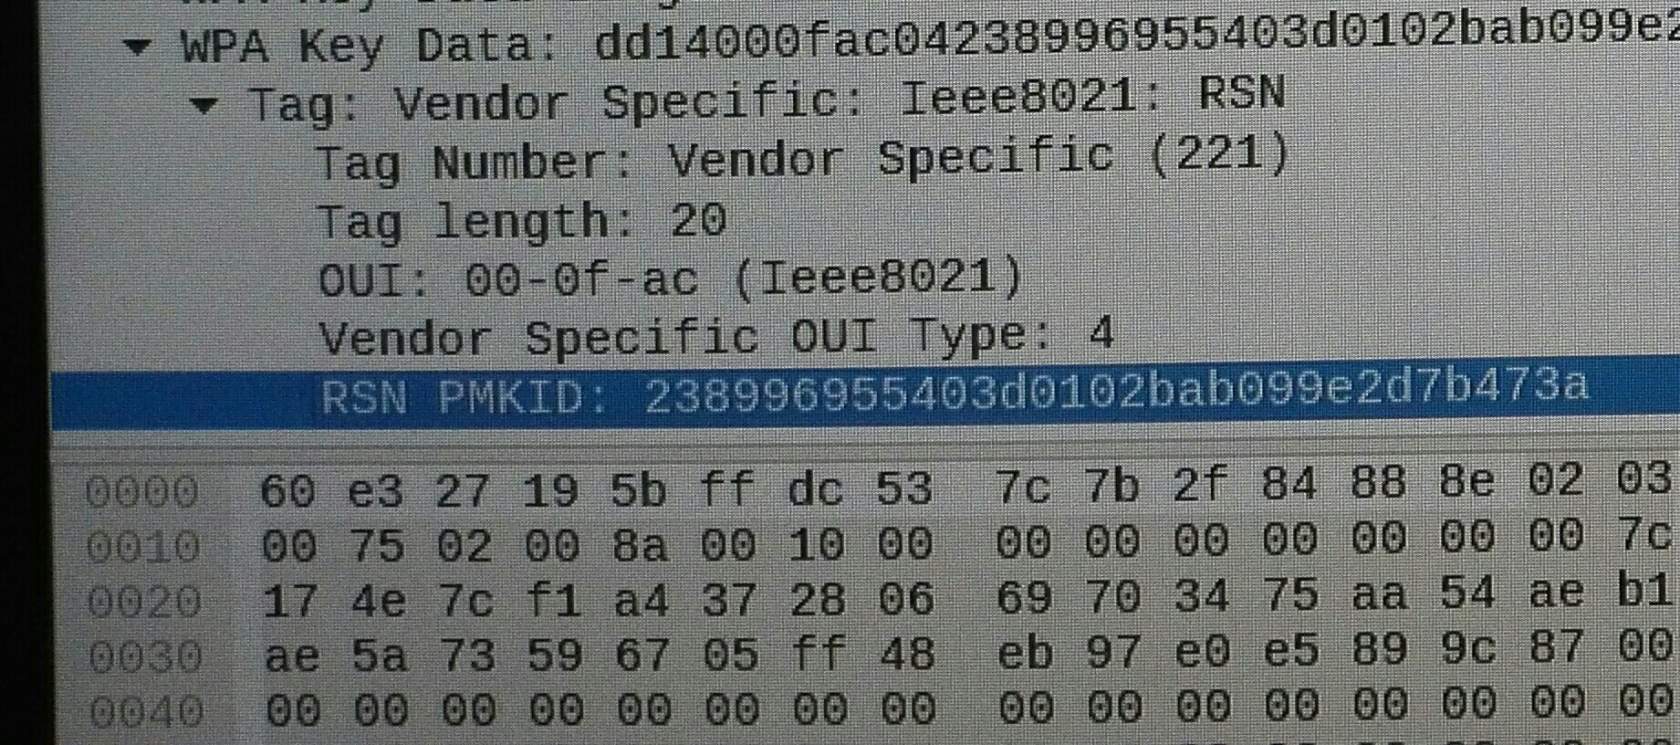 WPA Key Data: dd14000fac04238996955403d0102bab099e2
Tag: Vendor Specific: Ieee8021: RSN
Tag Number: Vendor Specific (221)
Tag length: 20
OUI: 00-0f-ac (Ieee8021)
Vendor Specific OUI Type: 4
RSN PMKID: 238996955403d0102bab099e2d7b473a
0000 60 e3 27 19 5b ff dc 53 7c 7b 2f 84 88 8e 02 03
0010 00 75 02 00 8a 00 10 00 00 00 00 00 00 00 00 7c
0020 17 4e 7c f1 a4 37 28 06 69 70 34 75 aa 54 ae b1
0030 ae 5a 73 59 67 05 ff 48 eb 97 e0 e5 89 9c 87 00
0040 00 00 00 00 00 00 00 00 00 00 00 00 00 00 00 00